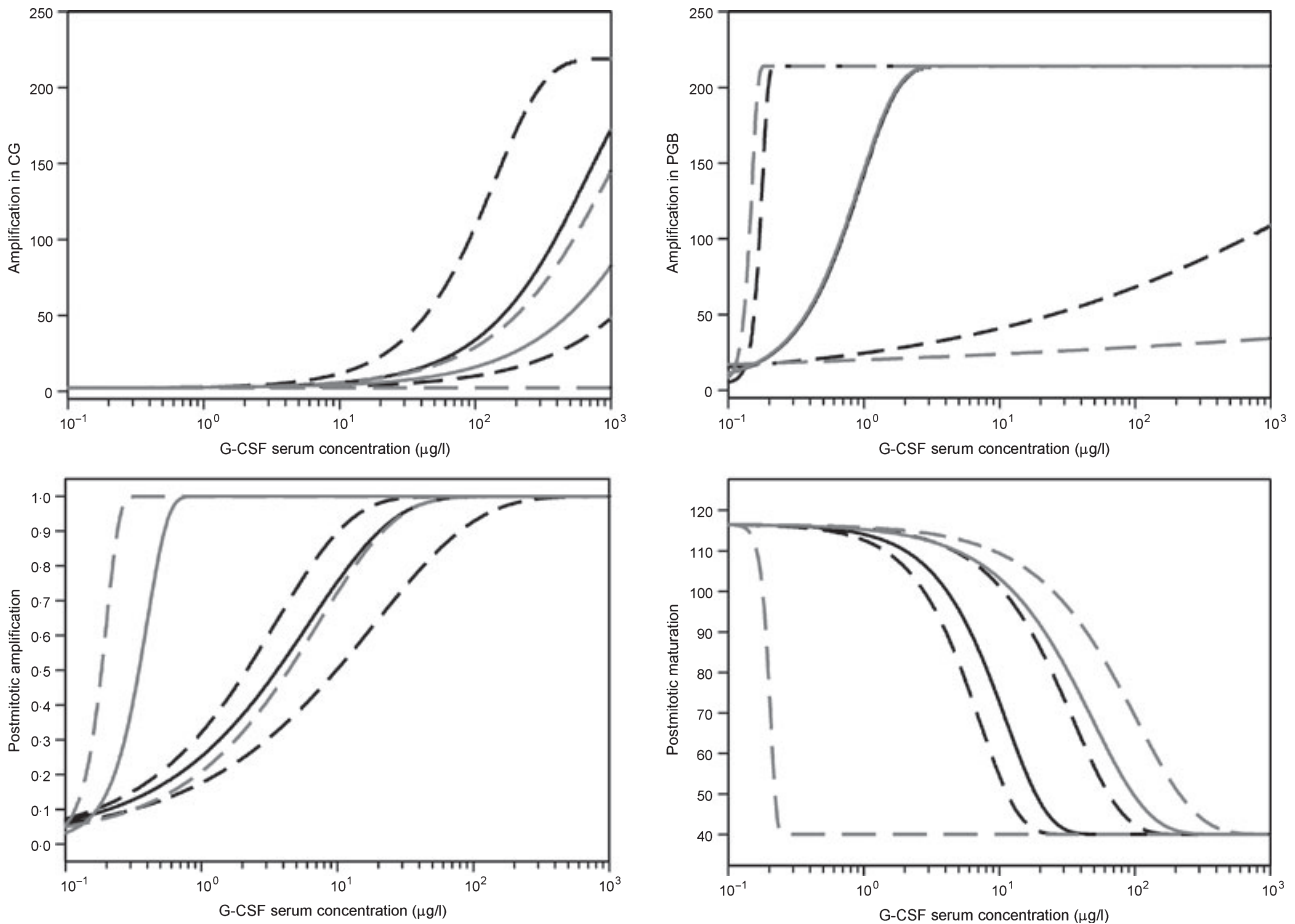 250
200
150
100
50
0
Amplification in CG
10⁻¹ 10⁰ 10¹ 10² 10³
G-CSF serum concentration (µg/l)
250
200
150
100
50
0
Amplification in PGB
10⁻¹ 10⁰ 10¹ 10² 10³
G-CSF serum concentration (µg/l)
1·0
0·9
0·8
0·7
0·6
0·5
0·4
0·3
0·2
0·1
0·0
Postmitotic amplification
10⁻¹ 10⁰ 10¹ 10² 10³
G-CSF serum concentration (µg/l)
120
110
100
90
80
70
60
50
40
Postmitotic maturation
10⁻¹ 10⁰ 10¹ 10² 10³
G-CSF serum concentration (µg/l)